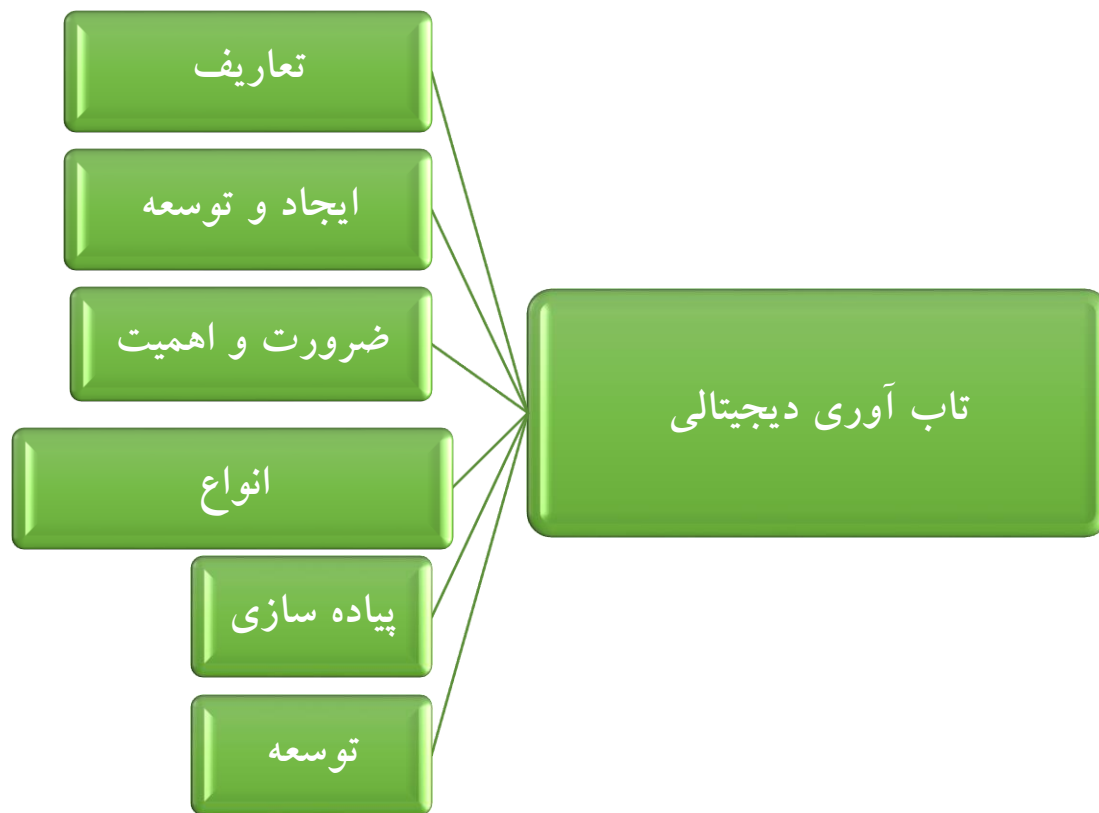 تاب آوری دیجیتالی
تعاریف
ایجاد و توسعه
ضرورت و اهمیت
انواع
پیاده سازی
توسعه